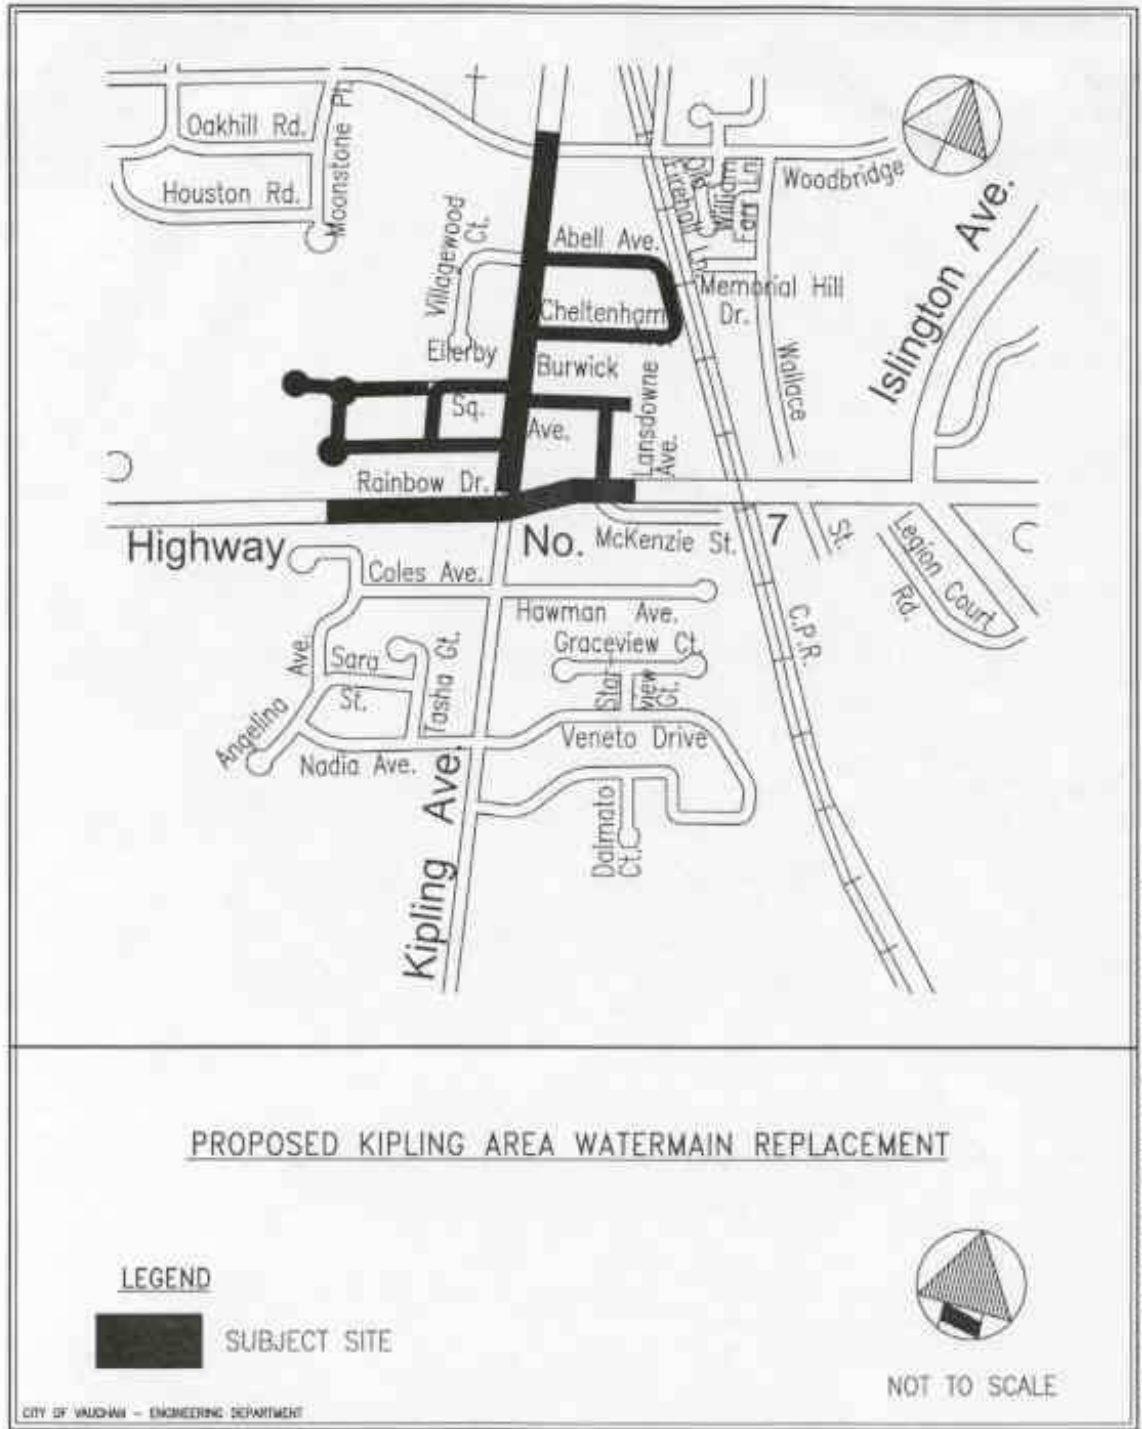 Oakhill Rd.
Moonstone Pl.
Houston Rd.
Woodbridge
Old
Firehall Ln.
William
Farr Ln.
Islington Ave.
Villagewood
Ct.
Abell Ave.
Memorial Hill
Dr.
Cheltenham
Ellerby
Sq.
Burwick
Ave.
Lansdowne
Ave.
Wallace
St.
Rainbow Dr.
Highway No. 7
McKenzie St.
Legion Court
Rd.
Coles Ave.
Hawman Ave.
Graceview Ct.
C.P.R.
Angelina
Ave.
Sara
St.
Tasha Ct.
Star
view
Ct.
Nadia Ave.
Veneto Drive
Kipling Ave.
Dalmato
Ct.
PROPOSED KIPLING AREA WATERMAIN REPLACEMENT
LEGEND
SUBJECT SITE
NOT TO SCALE
CITY OF VAUGHAN - ENGINEERING DEPARTMENT